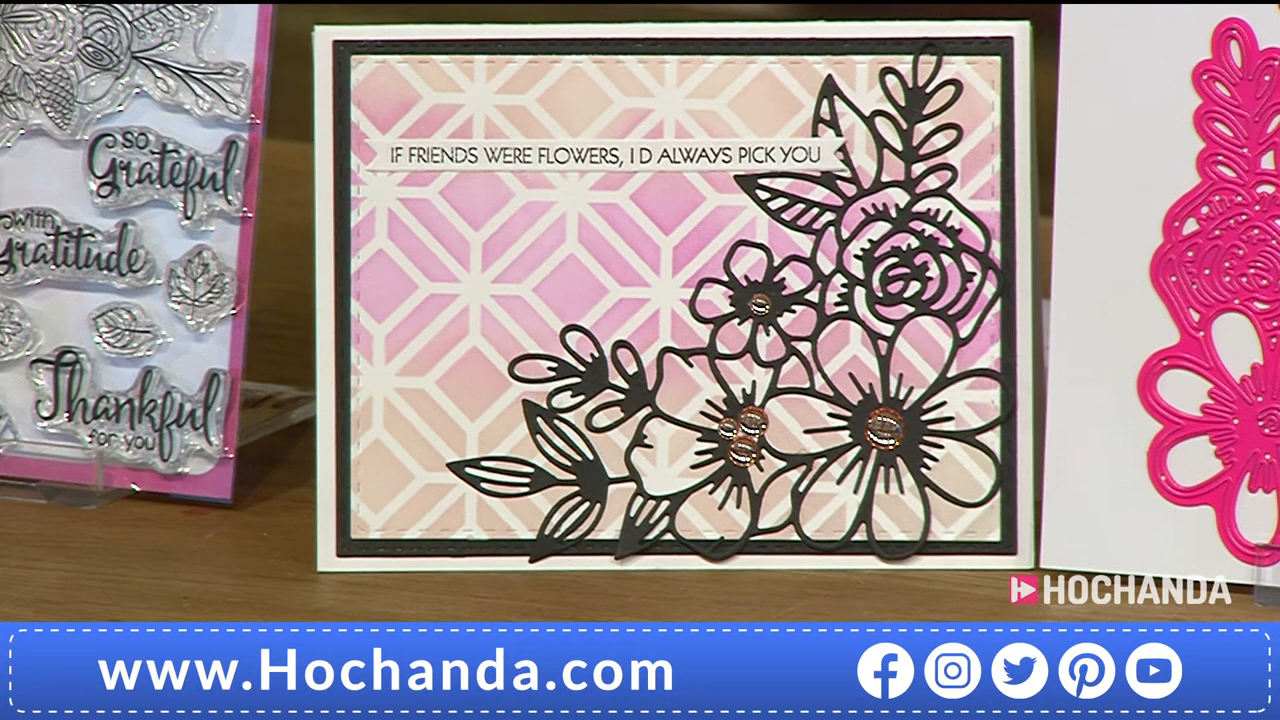 so
Grateful
with
gratitude
Thankful
for you
IF FRIENDS WERE FLOWERS, I D ALWAYS PICK YOU
HOCHANDA
www.Hochanda.com